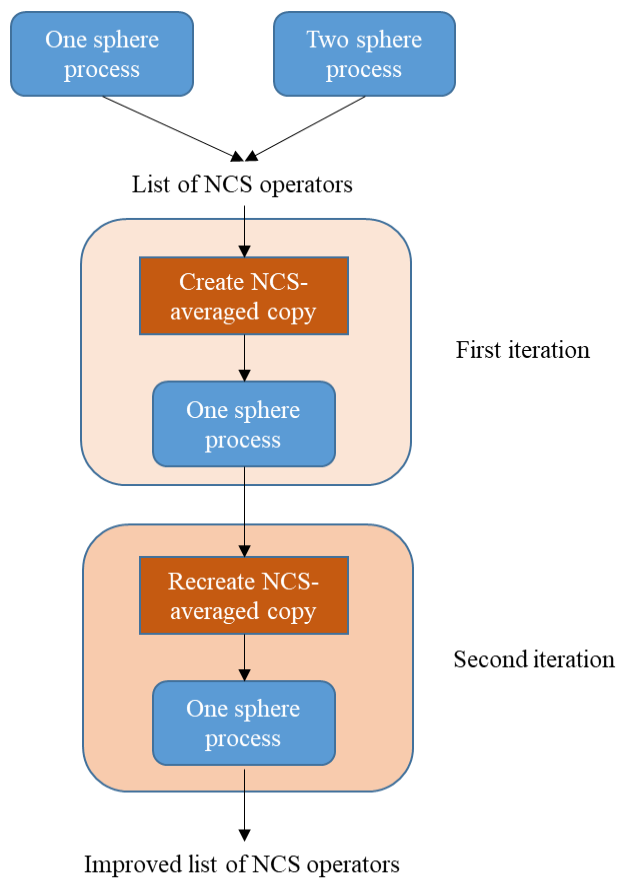 One sphere
process
Two sphere
process
List of NCS operators
Create NCS-
averaged copy
First iteration
One sphere
process
Recreate NCS-
averaged copy
Second iteration
One sphere
process
Improved list of NCS operators